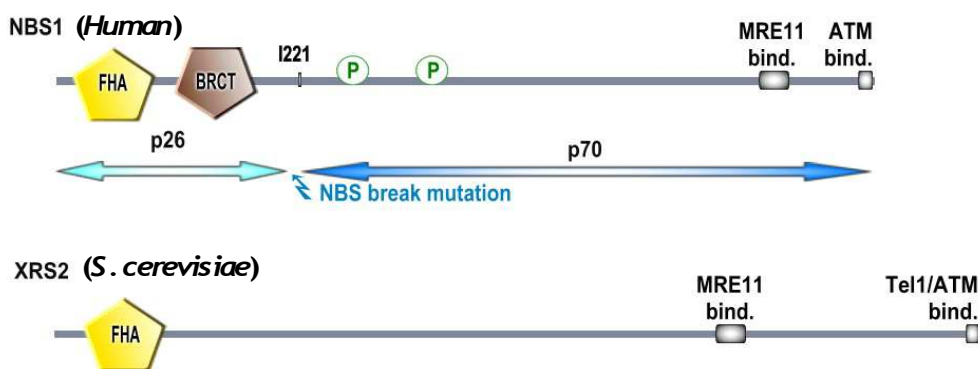 NBS1 (Human)
MRE11 bind.
ATM bind.
I221
FHA
BRCT
P
P
p26
p70
NBS break mutation
XRS2 (S. cerevisiae)
MRE11 bind.
Tel1/ATM bind.
FHA